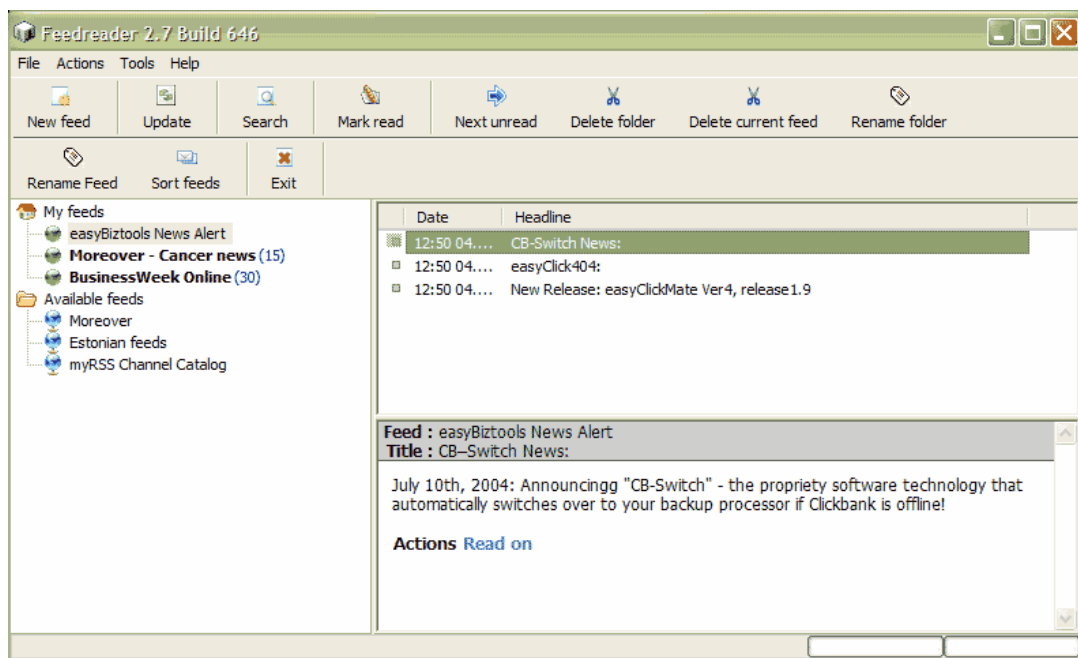 Feedreader 2.7 Build 646
File Actions Tools Help
New feed Update Search Mark read Next unread Delete folder Delete current feed Rename folder
Rename Feed Sort feeds Exit
My feeds
easyBiztools News Alert
Moreover - Cancer news (15)
BusinessWeek Online (30)
Available feeds
Moreover
Estonian feeds
myRSS Channel Catalog
Date Headline
12:50 04.... CB-Switch News:
12:50 04.... easyClick404:
12:50 04.... New Release: easyClickMate Ver4, release1.9
Feed : easyBiztools News Alert
Title : CB–Switch News:
July 10th, 2004: Announcingg "CB-Switch" - the propriety software technology that
automatically switches over to your backup processor if Clickbank is offline!
Actions Read on